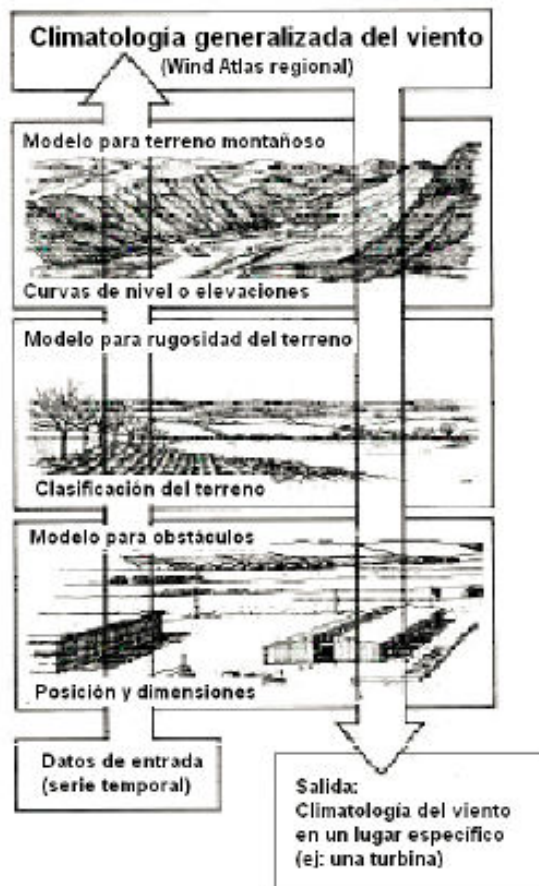 Climatología generalizada del viento
(Wind Atlas regional)
Modelo para terreno montañoso
Curvas de nivel o elevaciones
Modelo para rugosidad del terreno
Clasificación del terreno
Modelo para obstáculos
Posición y dimensiones
Datos de entrada
(serie temporal)
Salida:
Climatología del viento
en un lugar específico
(ej: una turbina)